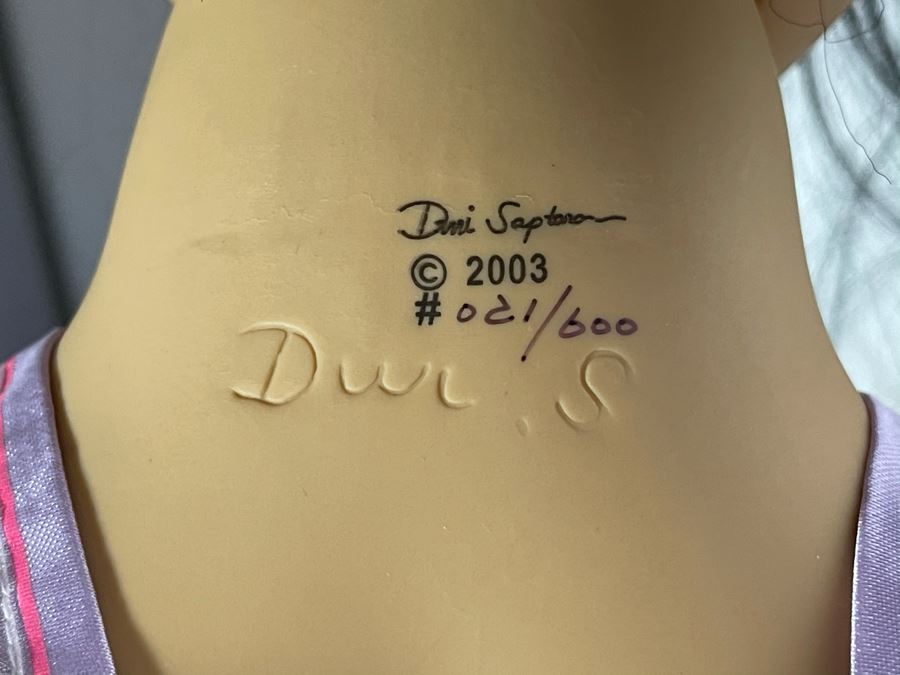 Dwi Saptono
© 2003
# 021/600
Dwi . S